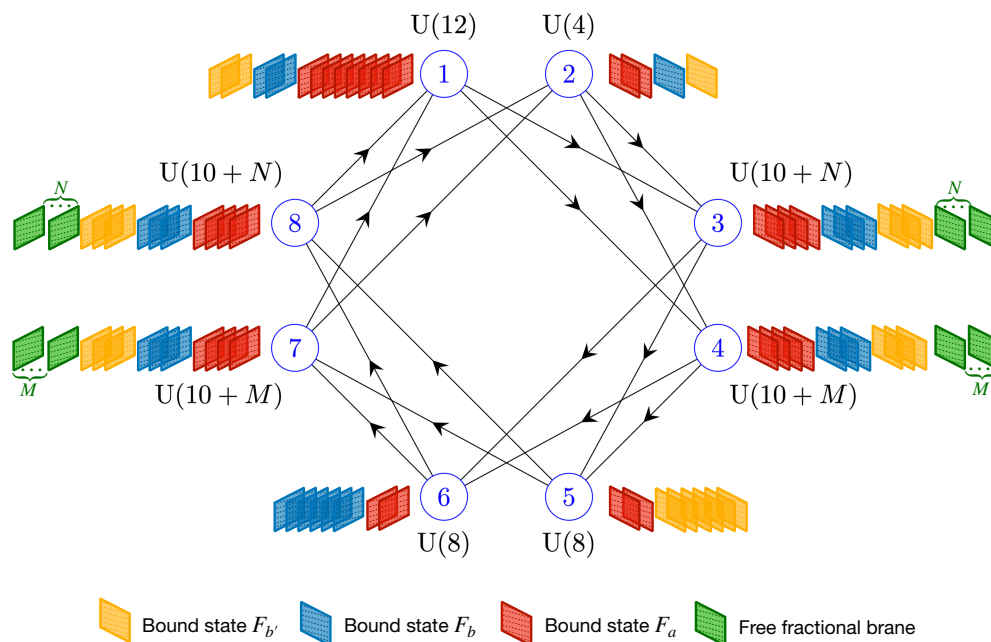 U(12) U(4)
1 2
U(10 + N) U(10 + N)
N N
8 3
7 4
M M
U(10 + M) U(10 + M)
6 5
U(8) U(8)
Bound state F_{b'} Bound state F_b Bound state F_a Free fractional brane